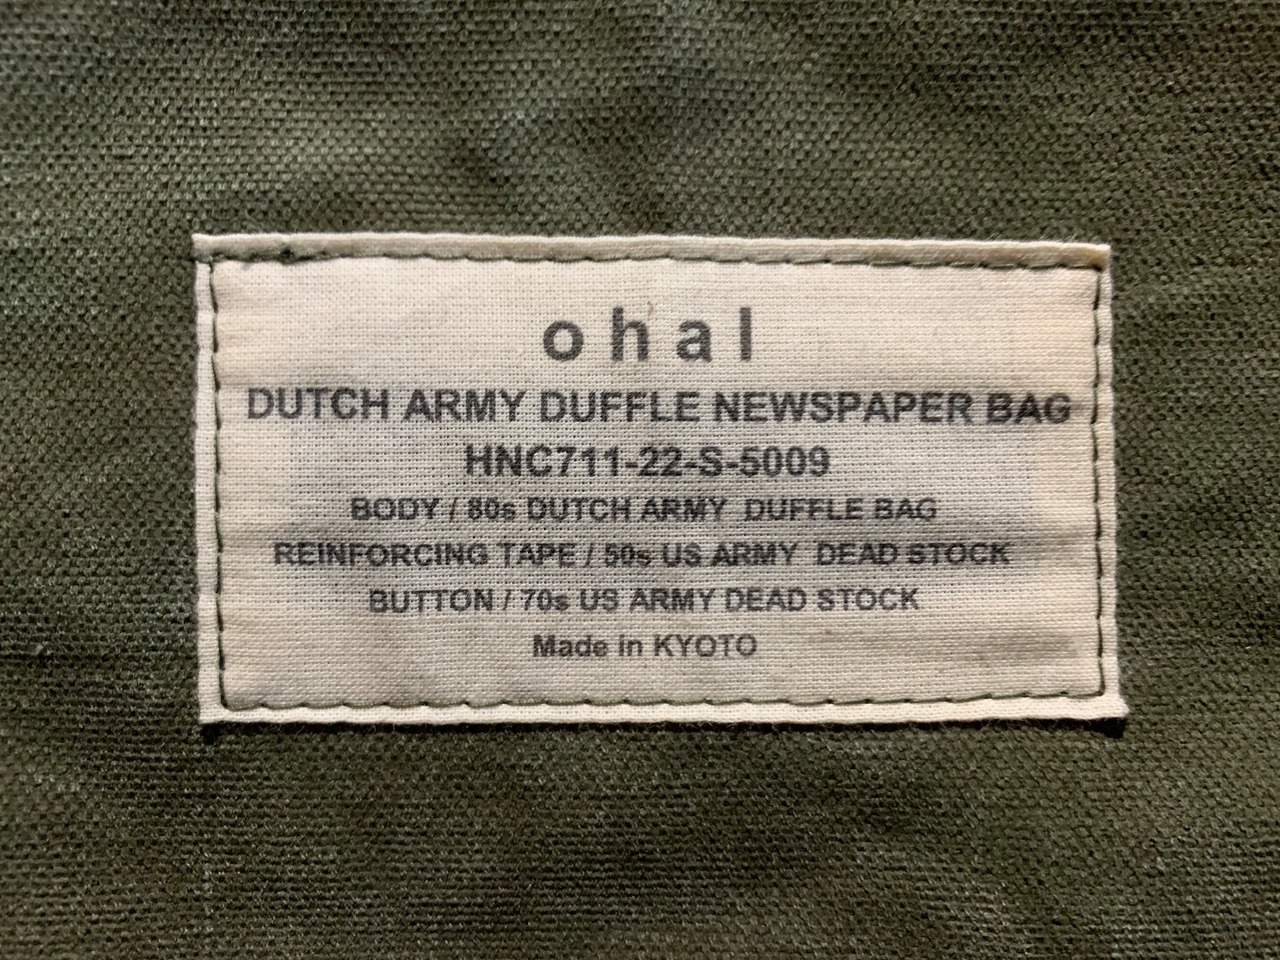 ohal
DUTCH ARMY DUFFLE NEWSPAPER BAG
HNC711-22-S-5009
BODY / 80s DUTCH ARMY DUFFLE BAG
REINFORCING TAPE / 50s US ARMY DEAD STOCK
BUTTON / 70s US ARMY DEAD STOCK
Made in KYOTO